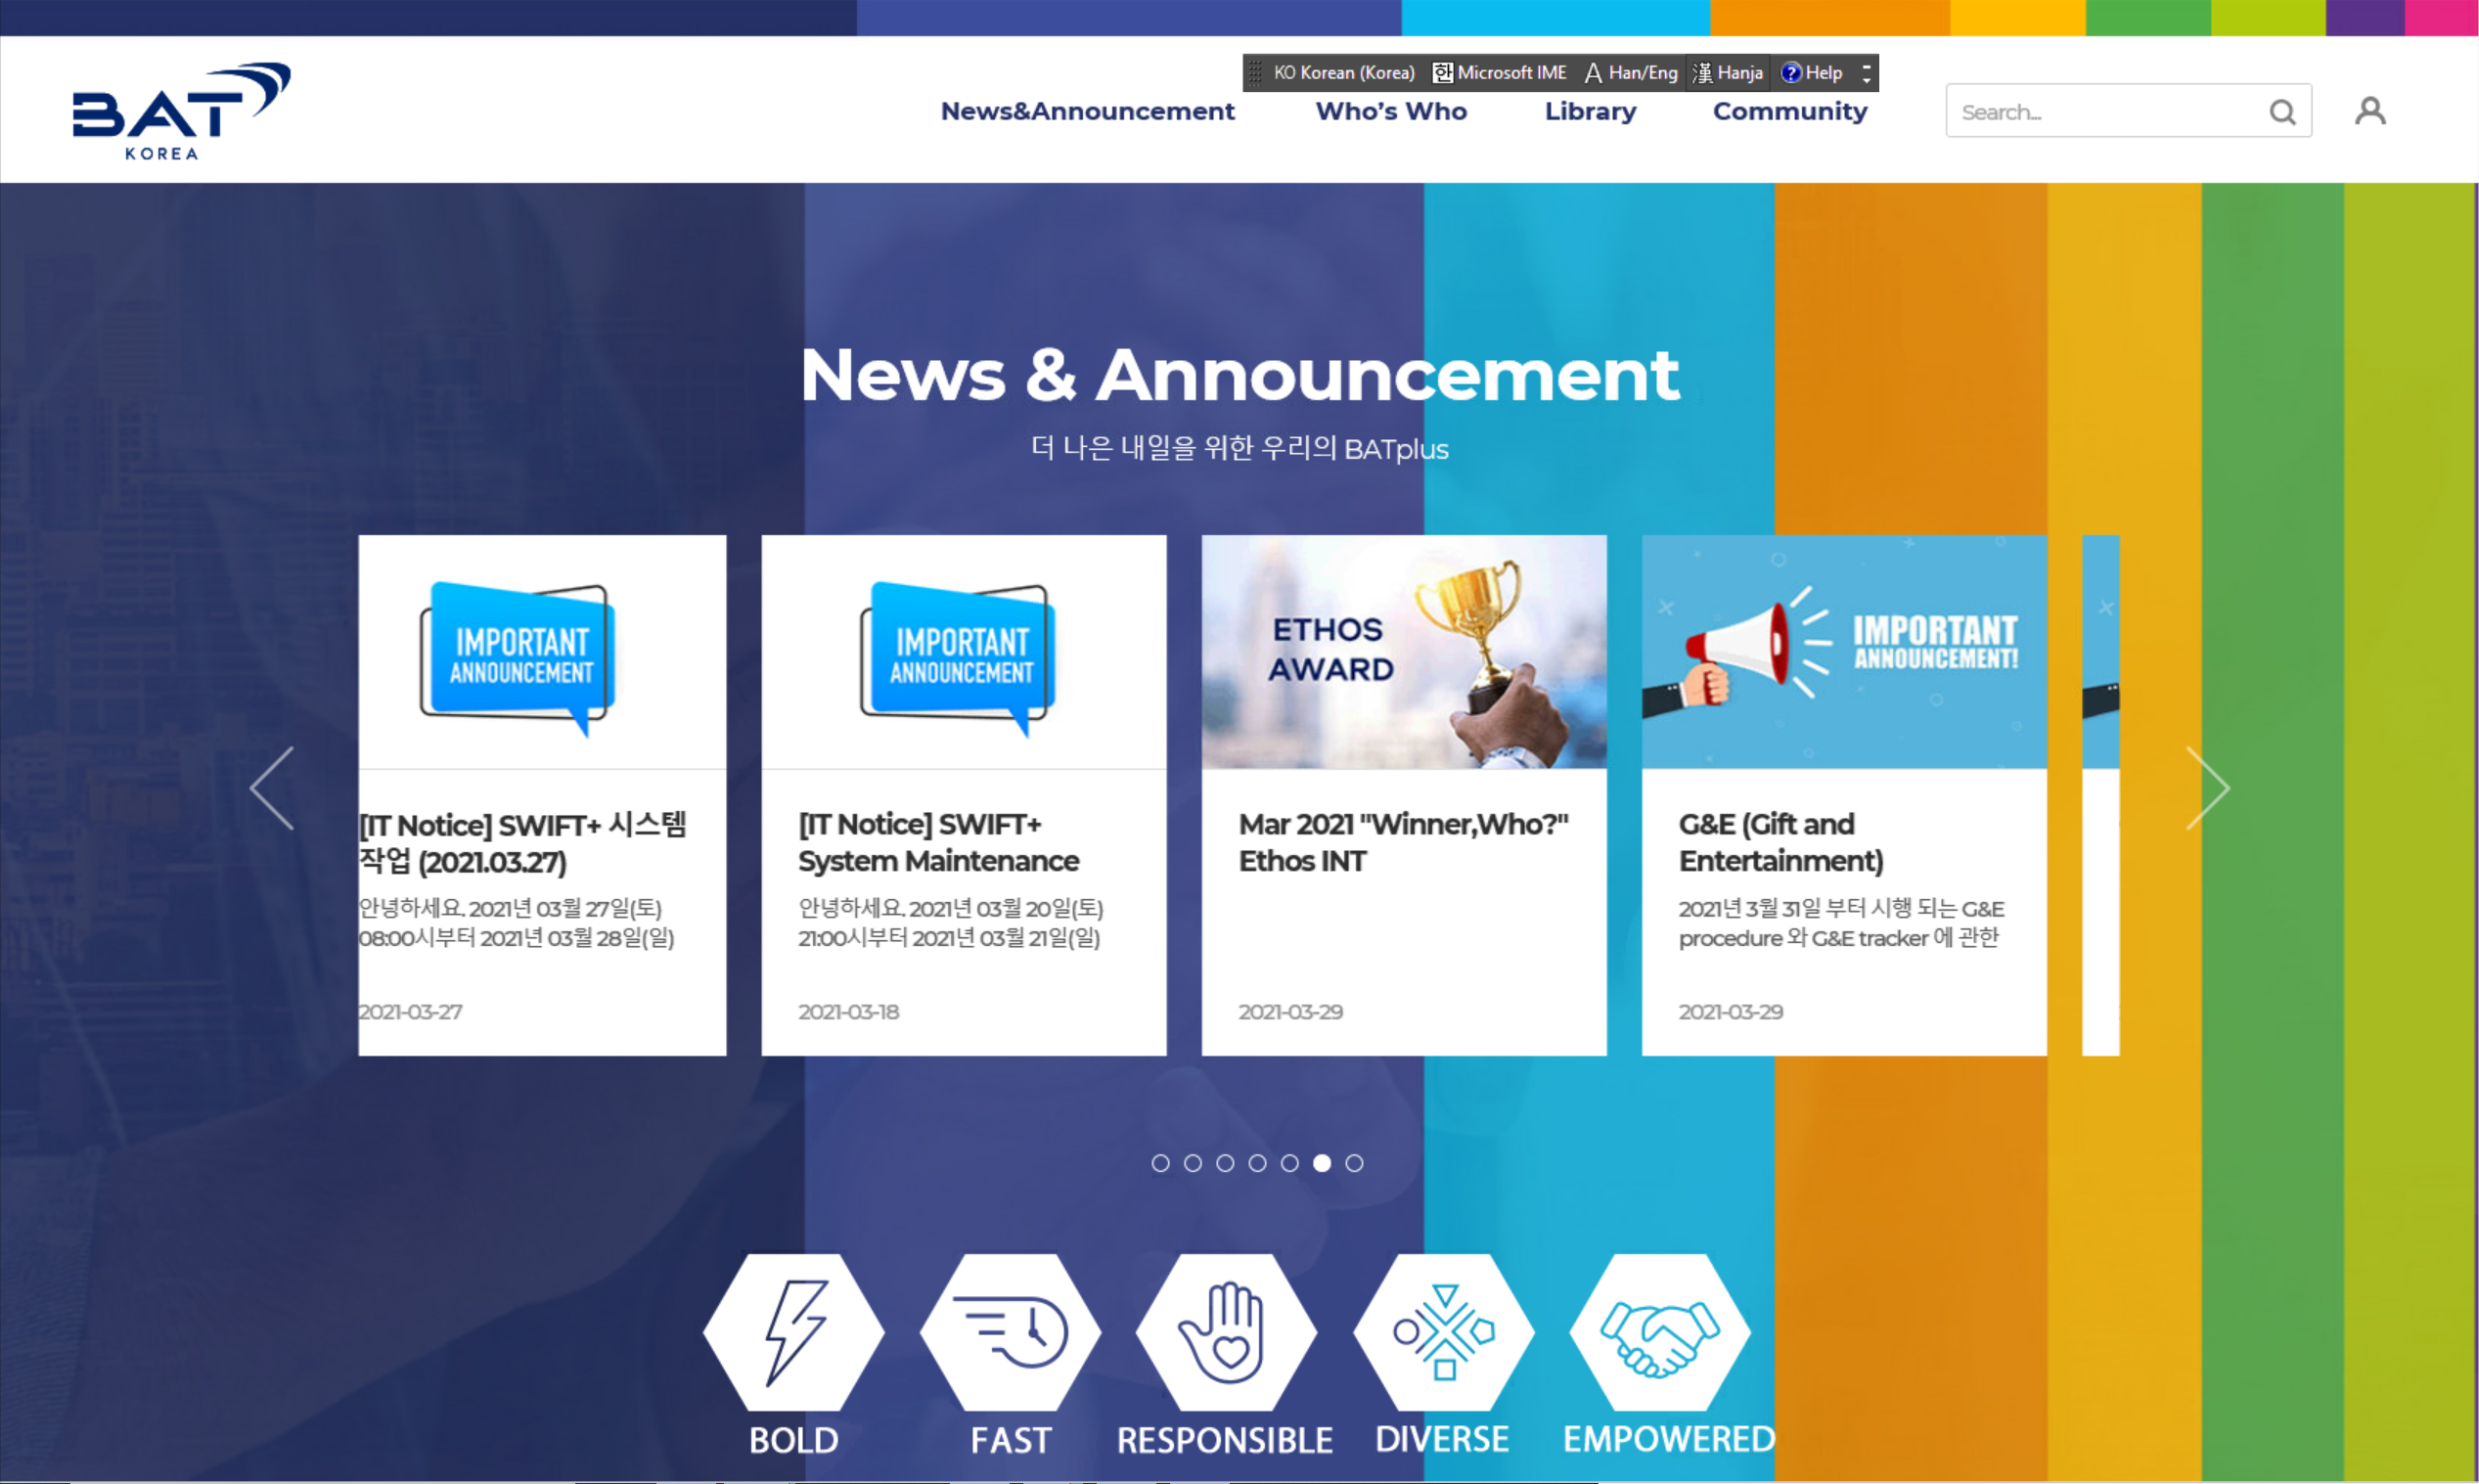 KO Korean (Korea) 한 Microsoft IME A Han/Eng 漢 Hanja ? Help
BAT
KOREA
News&Announcement Who's Who Library Community Search...
News & Announcement
더 나은 내일을 위한 우리의 BATplus
IMPORTANT
ANNOUNCEMENT
[IT Notice] SWIFT+ 시스템
작업 (2021.03.27)
안녕하세요. 2021년 03월 27일(토)
08:00시부터 2021년 03월 28일(일)
2021-03-27
IMPORTANT
ANNOUNCEMENT
[IT Notice] SWIFT+
System Maintenance
안녕하세요. 2021년 03월 20일(토)
21:00시부터 2021년 03월 21일(일)
2021-03-18
ETHOS
AWARD
Mar 2021 "Winner,Who?"
Ethos INT
2021-03-29
IMPORTANT
ANNOUNCEMENT!
G&E (Gift and
Entertainment)
2021년 3월 31일 부터 시행 되는 G&E
procedure 와 G&E tracker 에 관한
2021-03-29
BOLD FAST RESPONSIBLE DIVERSE EMPOWERED